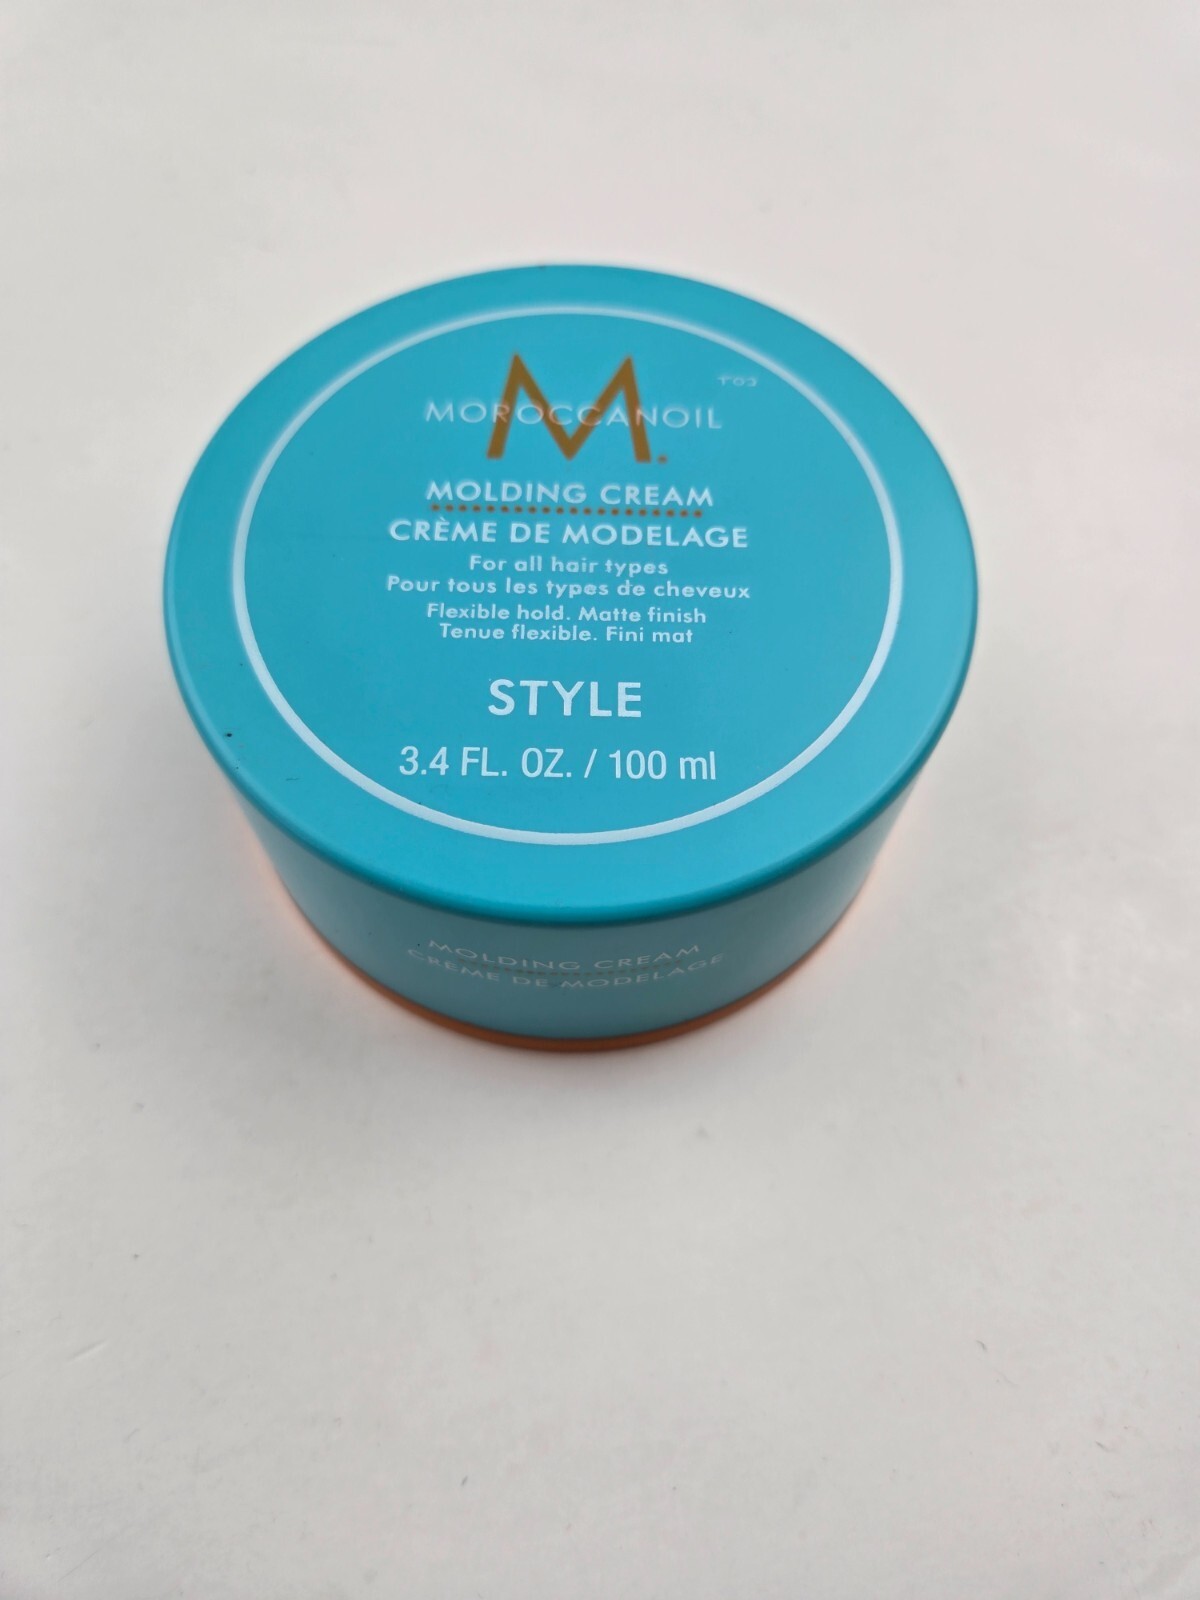 M.
MOROCCANOIL
MOLDING CREAM
CRÈME DE MODELAGE
For all hair types
Pour tous les types de cheveux
Flexible hold. Matte finish
Tenue flexible. Fini mat
STYLE
3.4 FL. OZ. / 100 ml
MOLDING CREAM
CRÈME DE MODELAGE